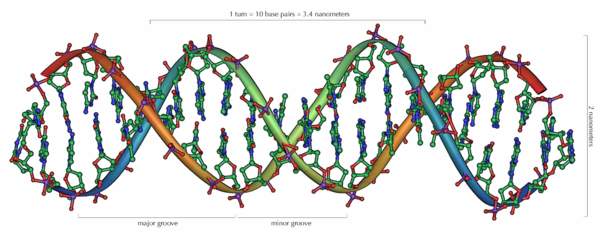 1 turn = 10 base pairs = 3.4 nanometers
2 nanometers
major groove
minor groove